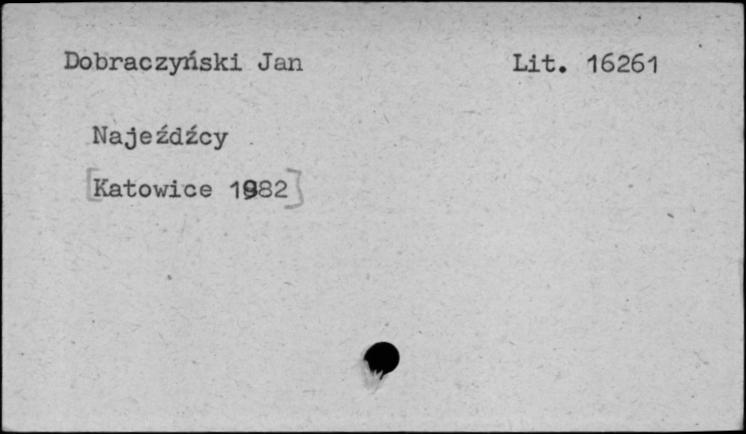 Dobraczyński Jan Lit. 16261
Najeźdźcy
[Katowice 1982]